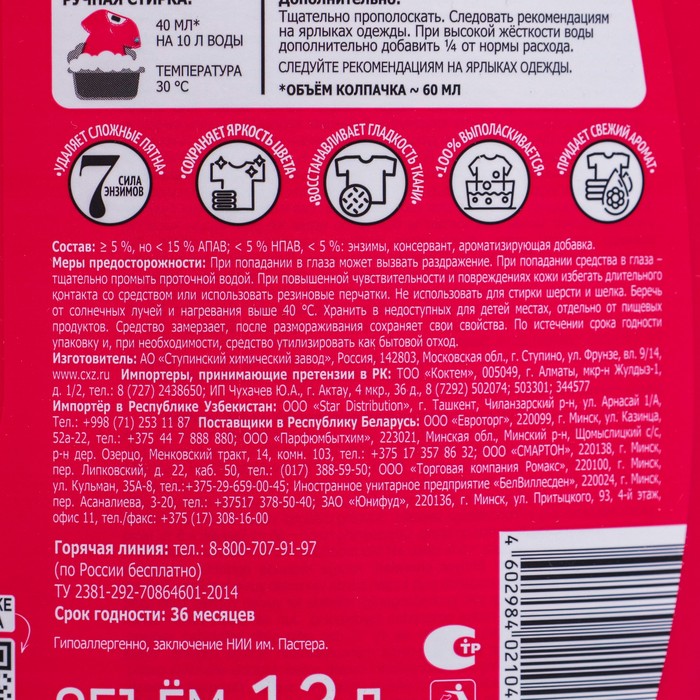 РУЧНАЯ СТИРКА:
40 МЛ*
НА 10 Л ВОДЫ
ТЕМПЕРАТУРА
30 °С
ДОПОЛНИТЕЛЬНО:
Тщательно прополоскать. Следовать рекомендациям
на ярлыках одежды. При высокой жёсткости воды
дополнительно добавить ¼ от нормы расхода.
СЛЕДУЙТЕ РЕКОМЕНДАЦИЯМ НА ЯРЛЫКАХ ОДЕЖДЫ.
*ОБЪЁМ КОЛПАЧКА ~ 60 МЛ
•УДАЛЯЕТ СЛОЖНЫЕ ПЯТНА•
7 СИЛА
ЭНЗИМОВ
•СОХРАНЯЕТ ЯРКОСТЬ ЦВЕТА•
•ВОССТАНАВЛИВАЕТ ГЛАДКОСТЬ ТКАНИ•
•100% ВЫПОЛАСКИВАЕТСЯ•
•ПРИДАЕТ СВЕЖИЙ АРОМАТ•
Состав: ≥ 5 %, но < 15 % АПАВ; < 5 % НПАВ, < 5 %: энзимы, консервант, ароматизирующая добавка.
Меры предосторожности: При попадании в глаза может вызвать раздражение. При попадании средства в глаза –
тщательно промыть проточной водой. При повышенной чувствительности и повреждениях кожи избегать длительного
контакта со средством или использовать резиновые перчатки. Не использовать для стирки шерсти и шелка. Беречь
от солнечных лучей и нагревания выше 40 °С. Хранить в недоступных для детей местах, отдельно от пищевых
продуктов. Средство замерзает, после размораживания сохраняет свои свойства. По истечении срока годности
упаковку и, при необходимости, средство утилизировать как бытовой отход.
Изготовитель: АО «Ступинский химический завод», Россия, 142803, Московская обл., г. Ступино, ул. Фрунзе, вл. 9/14,
www.cxz.ru Импортеры, принимающие претензии в РК: ТОО «Коктем», 005049, г. Алматы, мкр-н Жулдыз-1,
д. 1/2, тел.: 8 (727) 2438650; ИП Чухачев Ю.А., г. Актау, 4 мкр., 36 д., 8 (7292) 502074; 503301; 344577
Импортёр в Республике Узбекистан: ООО «Star Distribution», г. Ташкент, Чиланзарский р-н, ул. Арнасай 1/А,
Тел.: +998 (71) 253 11 87 Поставщики в Республику Беларусь: ООО «Евроторг», 220099, г. Минск, ул. Казинца,
52а-22, тел.: +375 44 7 888 880; ООО «Парфюмбытхим», 223021, Минская обл., Минский р-н, Щомыслицкий с/с,
р-н дер. Озерцо, Менковский тракт, 14, комн. 103, тел.: +375 17 357 86 32; ООО «СМАРТОН», 220138, г. Минск,
пер. Липковский, д. 22, каб. 50, тел.: (017) 388-59-50; ООО «Торговая компания Ромакс», 220100, г. Минск,
ул. Кульман, 35А-8, тел.:+375-29-659-00-45; Иностранное унитарное предприятие «БелВиллесден», 220024, г. Минск,
пер. Асаналиева, 3-20, тел.: +37517 378-50-40; ЗАО «Юнифуд», 220136, г. Минск, ул. Притыцкого, 93, 4-й этаж,
офис 11, тел./факс: +375 (17) 308-16-00
Горячая линия: тел.: 8-800-707-91-97
(по России бесплатно)
ТУ 2381-292-70864601-2014
Срок годности: 36 месяцев
Гипоаллергенно, заключение НИИ им. Пастера.
СТР
4 602984 02101
ОБЪЁМ 1,2 Л